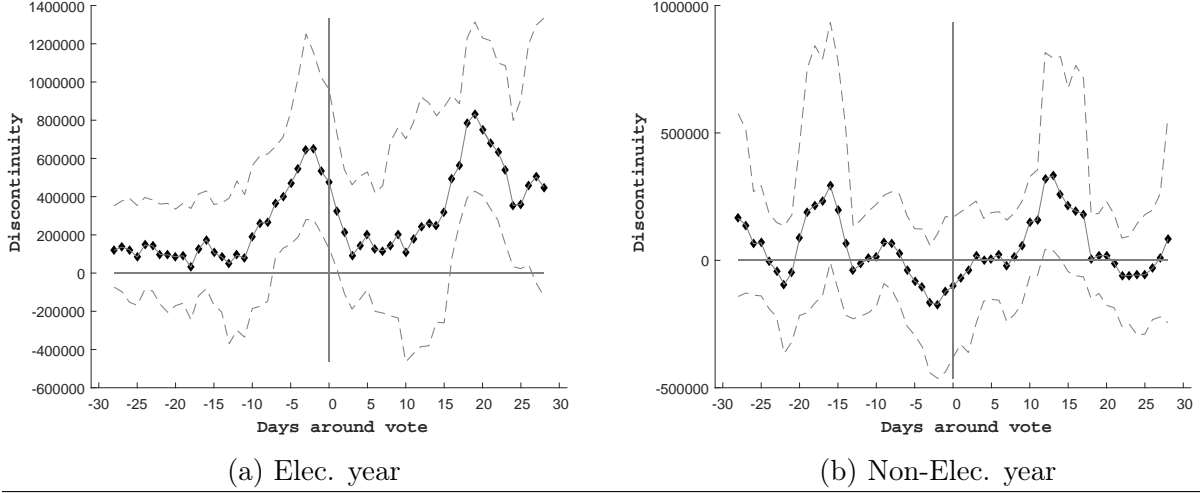 1400000
1200000
1000000
800000
600000
400000
200000
0
-200000
-400000
-600000
Discontinuity
-30 -25 -20 -15 -10 -5 0 5 10 15 20 25 30
Days around vote
(a) Elec. year
1000000
500000
0
-500000
Discontinuity
-30 -25 -20 -15 -10 -5 0 5 10 15 20 25 30
Days around vote
(b) Non-Elec. year